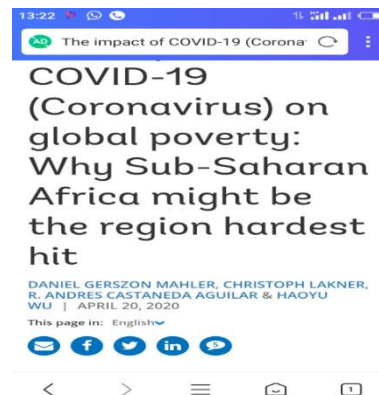 13:22
AD The impact of COVID-19 (Corona
COVID-19
(Coronavirus) on
global poverty:
Why Sub-Saharan
Africa might be
the region hardest
hit
DANIEL GERSZON MAHLER, CHRISTOPH LAKNER,
R. ANDRES CASTANEDA AGUILAR & HAOYU
WU | APRIL 20, 2020
This page in: English
1